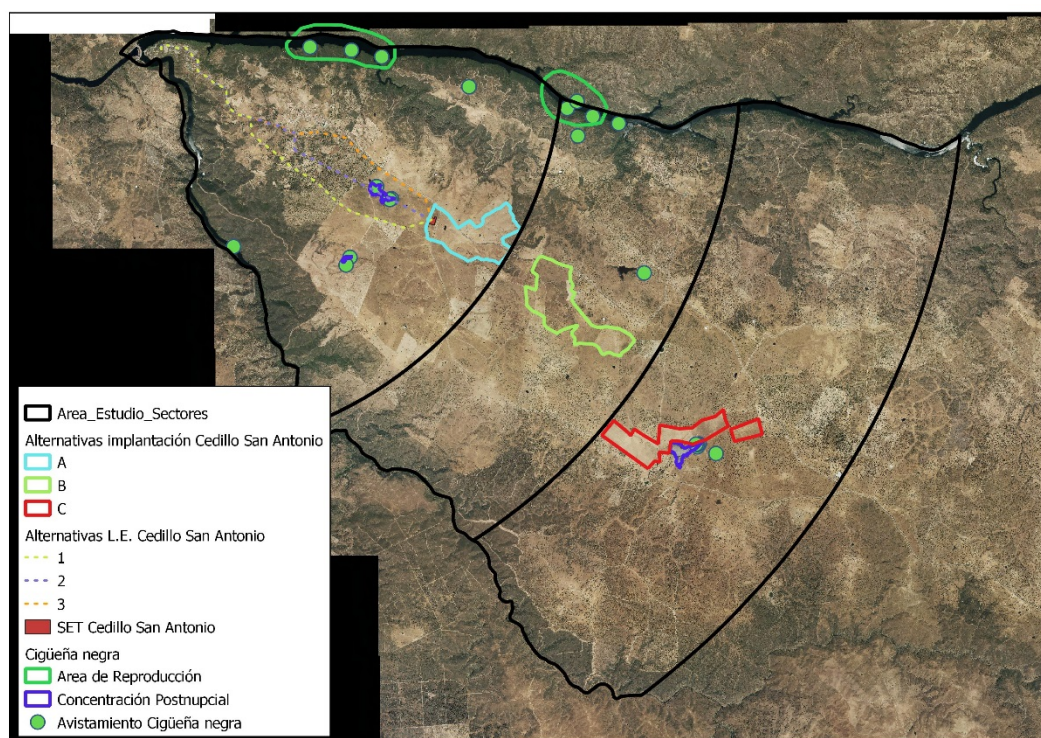 Area_Estudio_Sectores
Alternativas implantación Cedillo San Antonio
A
B
C
Alternativas L.E. Cedillo San Antonio
1
2
3
SET Cedillo San Antonio
Cigüeña negra
Area de Reproducción
Concentración Postnupcial
Avistamiento Cigüeña negra